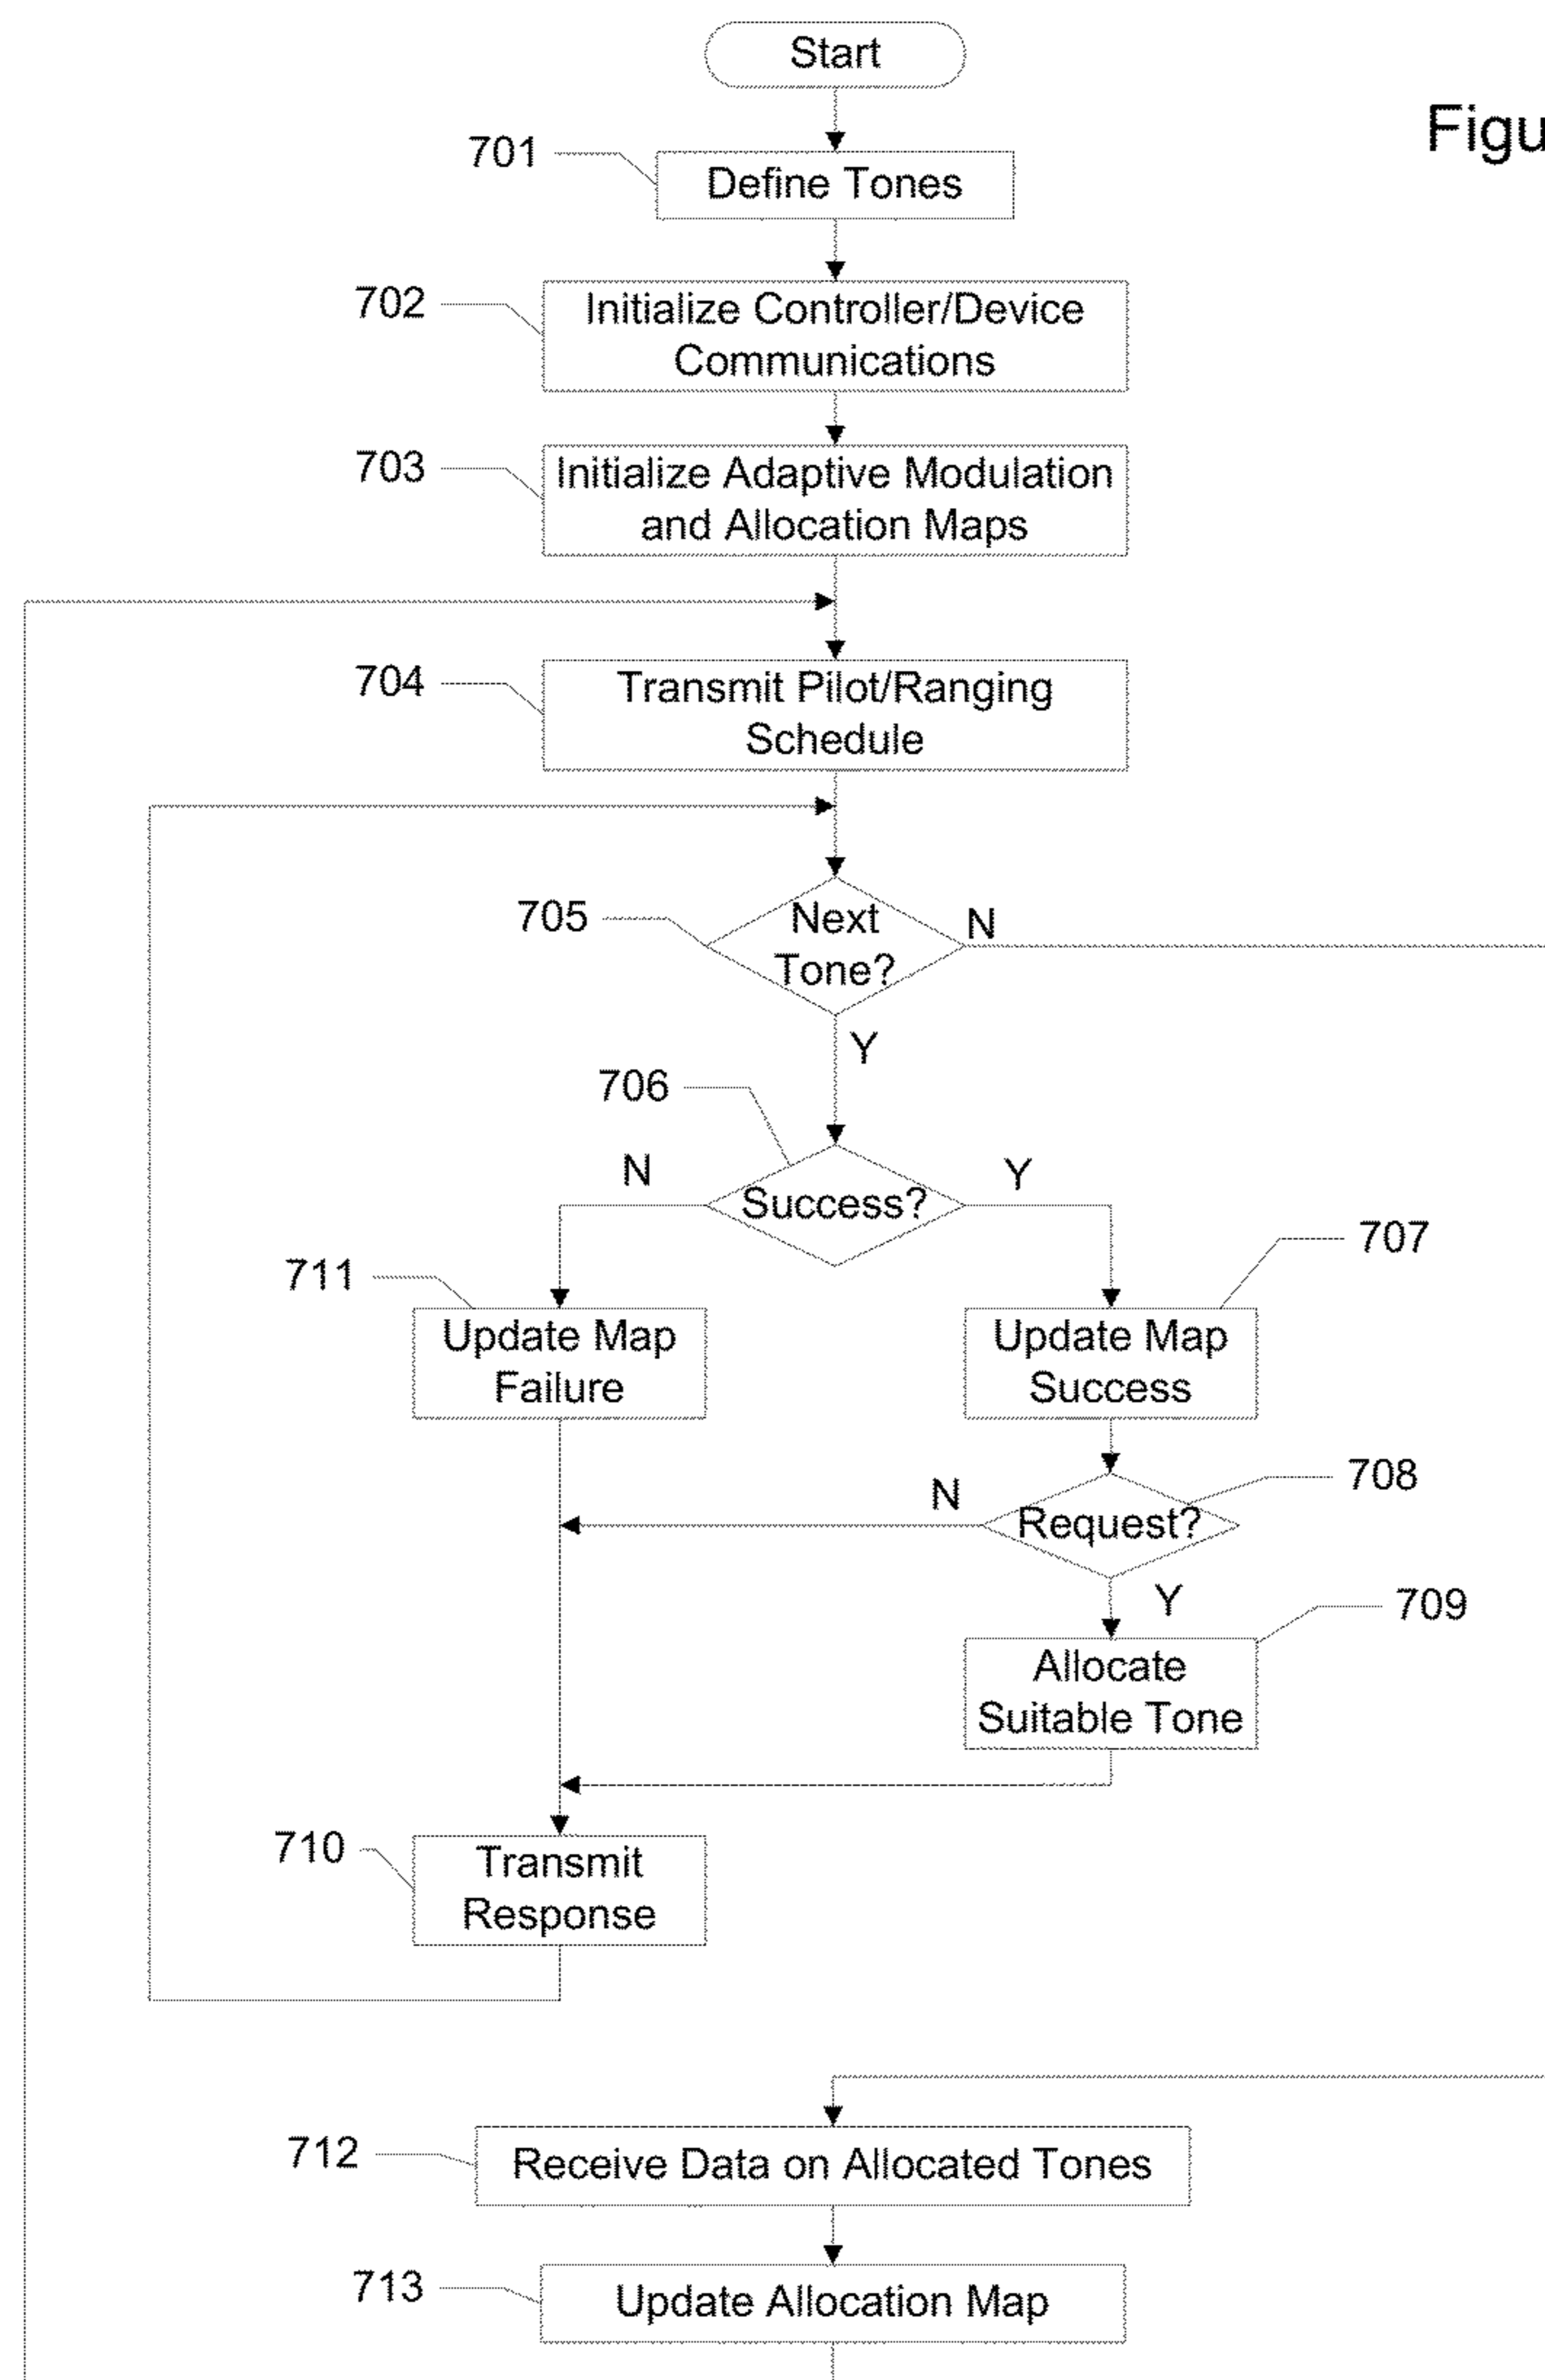 Start
Figu
701
Define Tones
702
Initialize Controller/Device
Communications
703
Initialize Adaptive Modulation
and Allocation Maps
704
Transmit Pilot/Ranging
Schedule
705
Next
Tone?
N
Y
706
N
Success?
Y
707
711
Update Map
Failure
Update Map
Success
708
N
Request?
Y
709
Allocate
Suitable Tone
710
Transmit
Response
712
Receive Data on Allocated Tones
713
Update Allocation Map